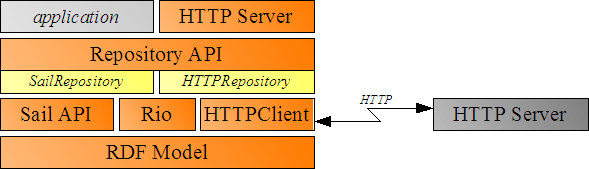 application HTTP Server
Repository API
SailRepository HTTPRepository
HTTP
Sail API Rio HTTPClient HTTP Server
RDF Model